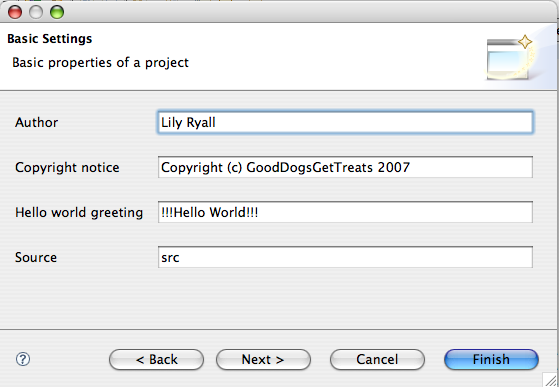 Basic Settings
Basic properties of a project
Author Lily Ryall
Copyright notice Copyright (c) GoodDogsGetTreats 2007
Hello world greeting !!!Hello World!!!
Source src
? < Back Next > Cancel Finish